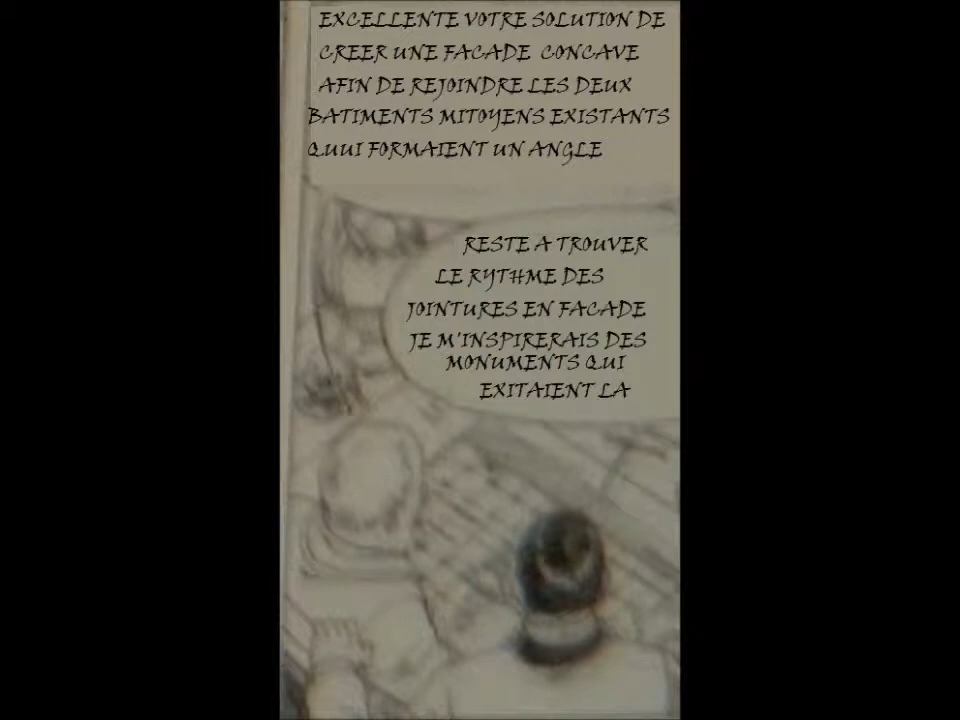 EXCELLENTE VOTRE SOLUTION DE
CREER UNE FACADE CONCAVE
AFIN DE REJOINDRE LES DEUX
BATIMENTS MITOYENS EXISTANTS
QUUI FORMAIENT UN ANGLE
RESTE A TROUVER
LE RYTHME DES
JOINTURES EN FACADE
JE M'INSPIRERAIS DES
MONUMENTS QUI
EXITAIENT LA